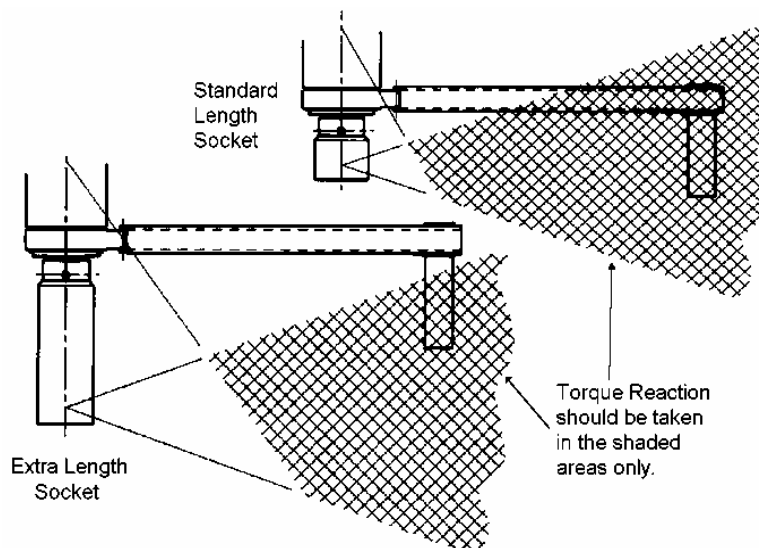 Standard
Length
Socket
Extra Length
Socket
Torque Reaction
should be taken
in the shaded
areas only.